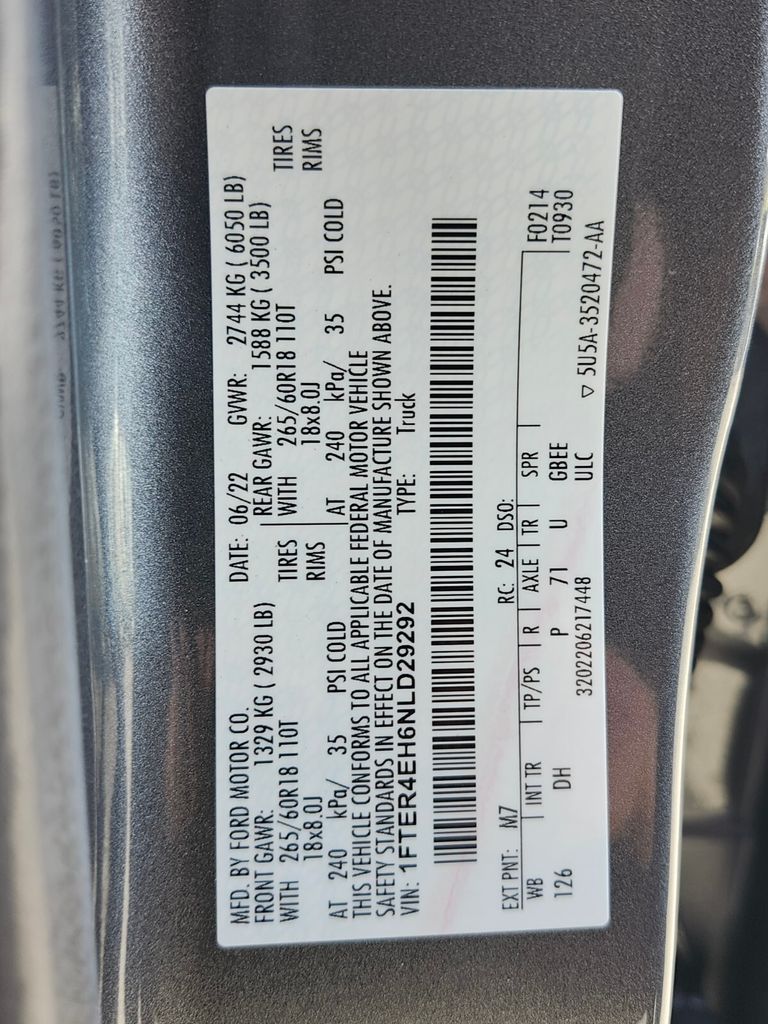 MFD. BY FORD MOTOR CO. DATE: 06/22 GVWR: 2744 KG ( 6050 LB)
FRONT GAWR: 1329 KG ( 2930 LB) REAR GAWR: 1588 KG ( 3500 LB)
WITH 265/60R18 110T TIRES WITH 265/60R18 110T TIRES
18x8.0J RIMS 18x8.0J RIMS
AT 240 kPa/ 35 PSI COLD AT 240 kPa/ 35 PSI COLD
THIS VEHICLE CONFORMS TO ALL APPLICABLE FEDERAL MOTOR VEHICLE
SAFETY STANDARDS IN EFFECT ON THE DATE OF MANUFACTURE SHOWN ABOVE.
VIN: 1FTER4EH6NLD29292 TYPE: Truck
EXT PNT: M7 RC: 24 DSO: F0214
WB INT TR TP/PS R AXLE TR SPR T0930
126 DH P 71 U GBEE
3202206217448 ULC ▽ 5U5A-3520472-AA